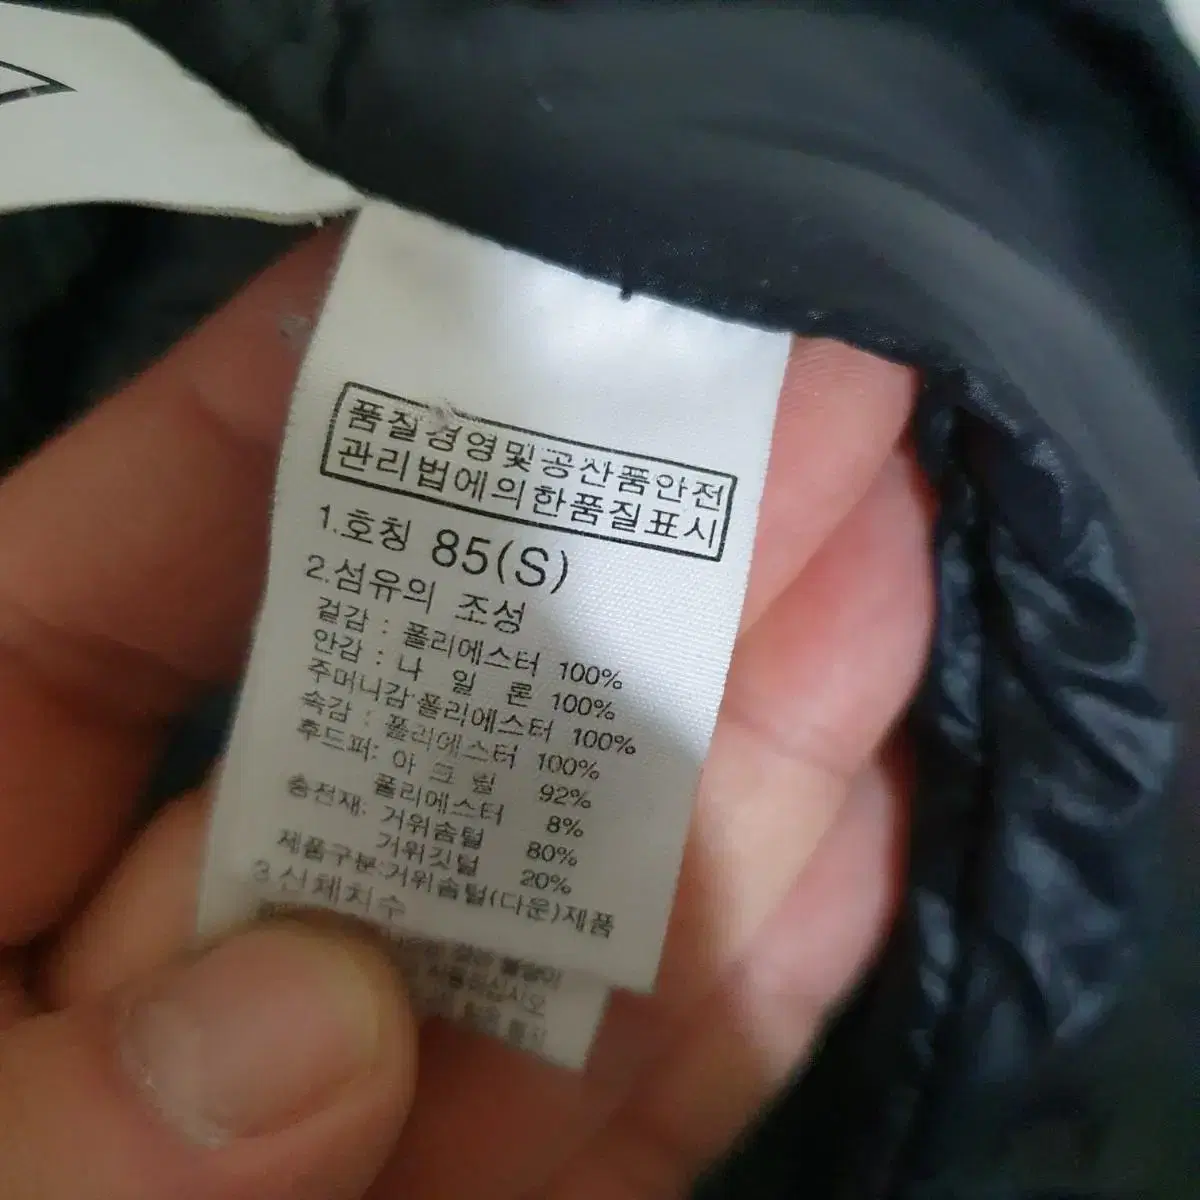 품질경영및공산품안전
관리법에의한품질표시
1.호칭 85(S)
2.섬유의 조성
겉감 : 폴리에스터 100%
안감 : 나 일 론 100%
주머니감:폴리에스터 100%
속감 : 폴리에스터 100%
후드퍼: 아 크 릴 92%
폴리에스터 8%
충전재: 거위솜털 80%
거위깃털 20%
제품구분:거위솜털(다운)제품
3.신체치수